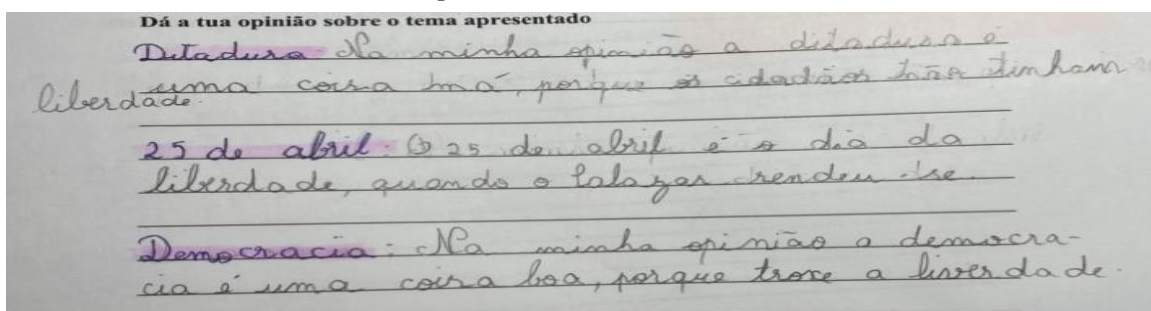 Dá a tua opinião sobre o tema apresentado
Ditadura: Na minha opinião a ditadura é
uma coisa má, porque os cidadãos não tinham
liberdade.
25 de abril: O 25 de abril é o dia da
liberdade, quando o Salazar rendeu-se.
Democracia: Na minha opinião a democra-
cia é uma coisa boa, porque troxe a liverdade.